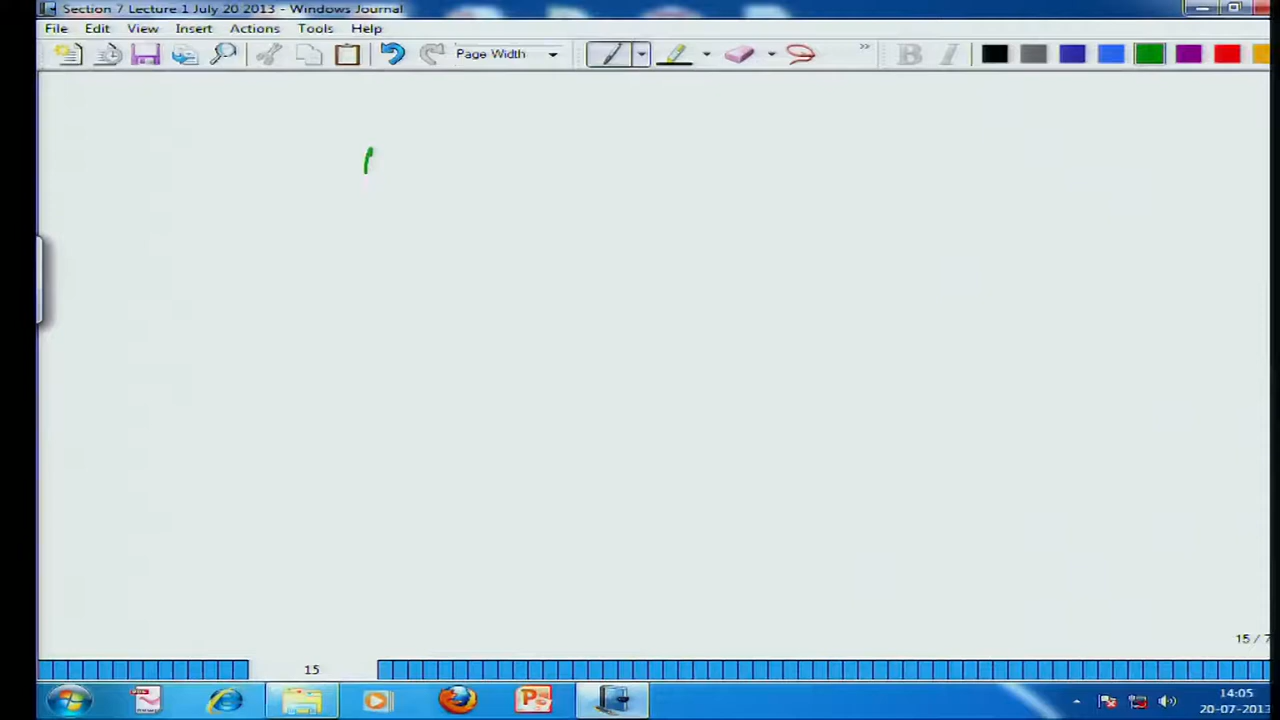 Section 7 Lecture 1 July 20 2013 - Windows Journal
File Edit View Insert Actions Tools Help
Page Width
B I
15 / 7
15
14:05
20-07-2013